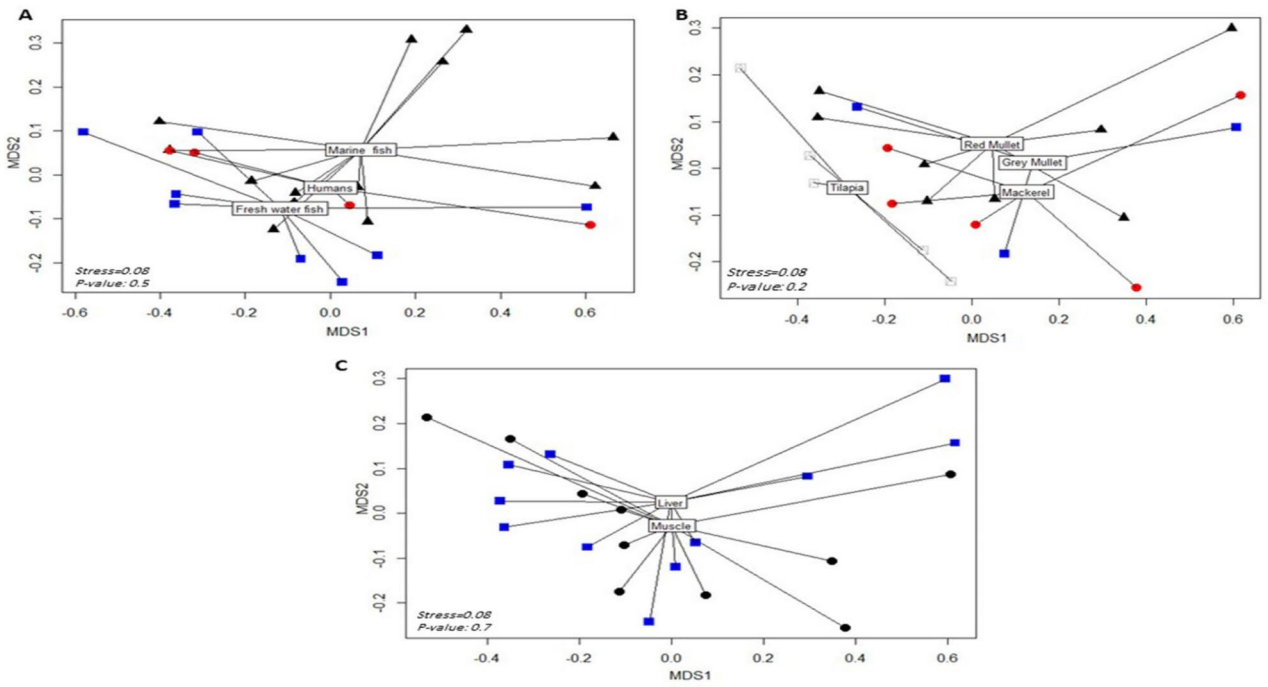 A
MDS2
0.3
0.2
0.1
0.0
-0.1
-0.2
Marine fish
Humans
Fresh water fish
Stress=0.08
P-value: 0.5
-0.6 -0.4 -0.2 0.0 0.2 0.4 0.6
MDS1
B
MDS2
0.3
0.2
0.1
0.0
-0.1
-0.2
Red Mullet
Grey Mullet
Tilapia
Mackerel
Stress=0.08
P-value: 0.2
-0.4 -0.2 0.0 0.2 0.4 0.6
MDS1
C
MDS2
0.3
0.2
0.1
0.0
-0.1
-0.2
Liver
Muscle
Stress=0.08
P-value: 0.7
-0.4 -0.2 0.0 0.2 0.4 0.6
MDS1